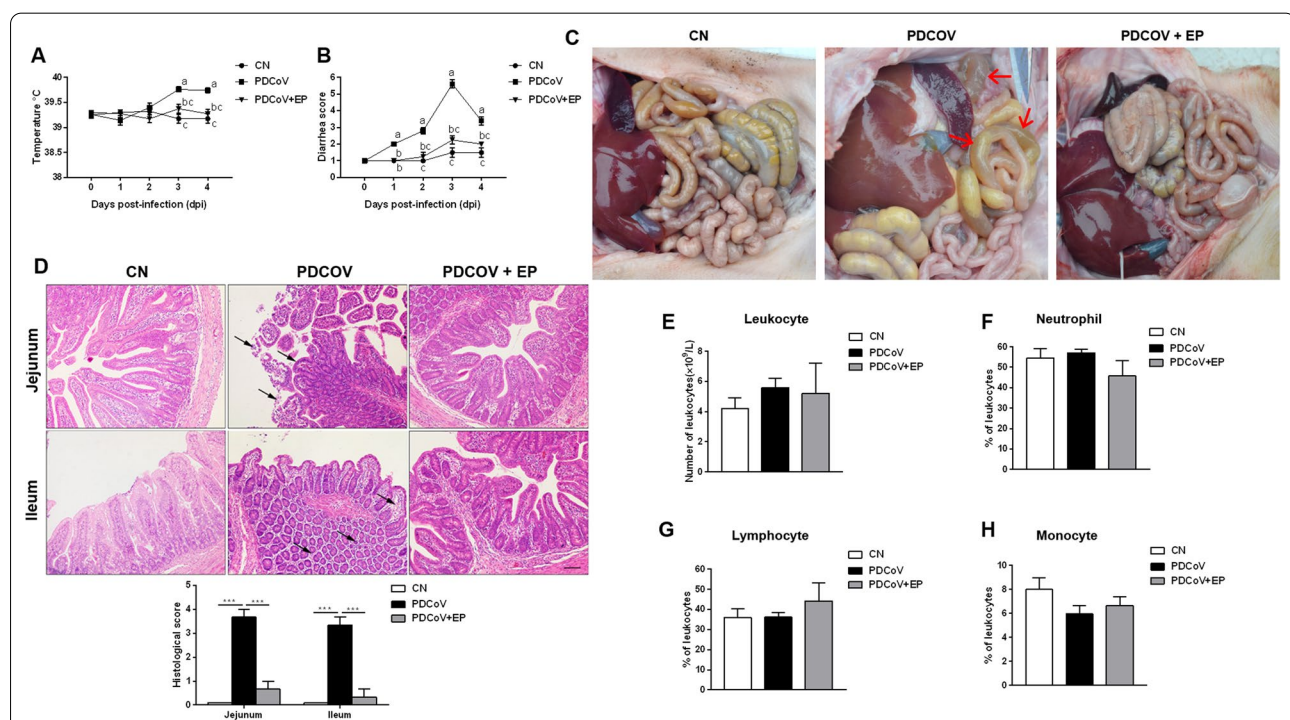 A
CN
PDCoV
PDCoV+EP
Temperature °C
40
39.5
39
38.5
38
a
a
bc
bc
c
c
0 1 2 3 4
Days post-infection (dpi)
B
CN
PDCoV
PDCoV+EP
Diarrhea score
6
5
4
3
2
1
0
a
a
a
a
bc
bc
b
b
c
c
c
0 1 2 3 4
Days post-infection (dpi)
C
CN PDCOV PDCOV + EP
D
CN PDCOV PDCOV + EP
Jejunum
Ileum
CN
PDCoV
PDCoV+EP
Histological score
5
4
3
2
1
0
*** *** *** ***
Jejunum Ileum
E
Leukocyte
CN
PDCoV
PDCoV+EP
Number of leukocytes(×10⁹/L)
8
6
4
2
0
F
Neutrophil
CN
PDCoV
PDCoV+EP
% of leukocytes
60
50
40
30
20
10
0
G
Lymphocyte
CN
PDCoV
PDCoV+EP
% of leukocytes
60
50
40
30
20
10
0
H
Monocyte
CN
PDCoV
PDCoV+EP
% of leukocytes
10
8
6
4
2
0